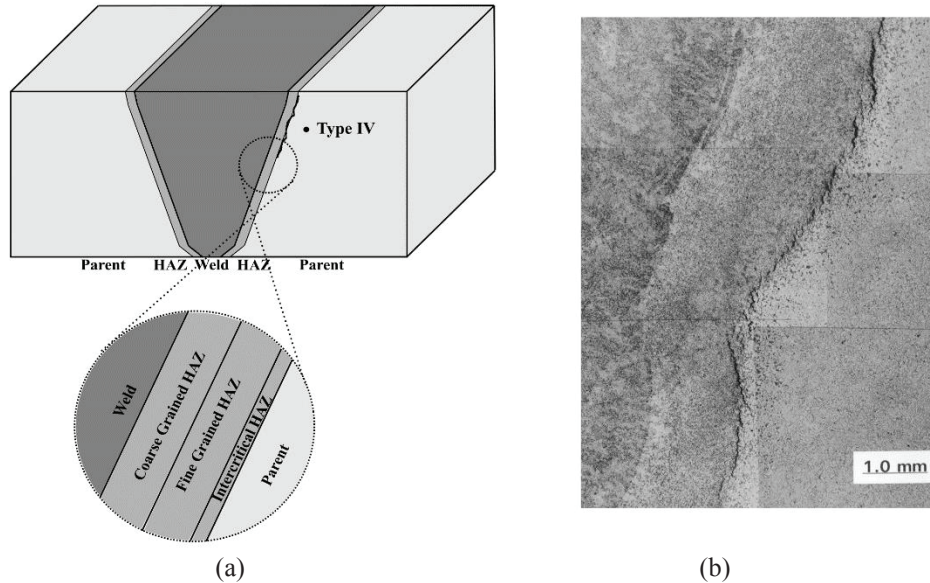 Type IV
Parent HAZ Weld HAZ Parent
Weld
Coarse Grained HAZ
Fine Grained HAZ
Intercritical HAZ
Parent
1.0 mm
(a) (b)